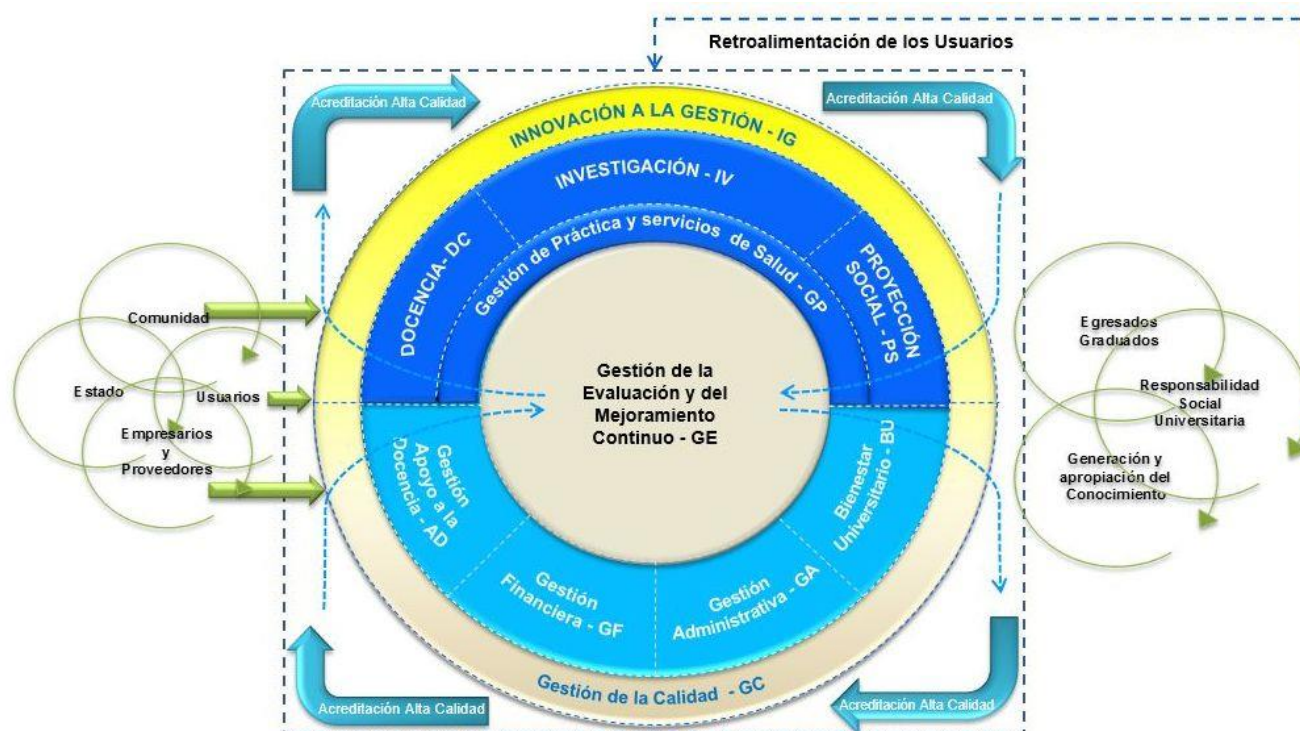 Retroalimentación de los Usuarios
Acreditación Alta Calidad
Acreditación Alta Calidad
INNOVACIÓN A LA GESTIÓN - IG
INVESTIGACIÓN - IV
DOCENCIA- DC
Gestión de Práctica y servicios de Salud - GP
PROYECCIÓN
SOCIAL - PS
Comunidad
Estado
Usuarios
Empresarios
y
Proveedores
Gestión de la
Evaluación y del
Mejoramiento
Continuo - GE
Egresados
Graduados
Responsabilidad
Social
Universitaria
Generación y
apropiación del
Conocimiento
Gestión
Apoyo a la
Docencia - AD
Gestión
Financiera - GF
Gestión
Administrativa - GA
Bienestar
Universitario - BU
Gestión de la Calidad - GC
Acreditación Alta Calidad
Acreditación Alta Calidad